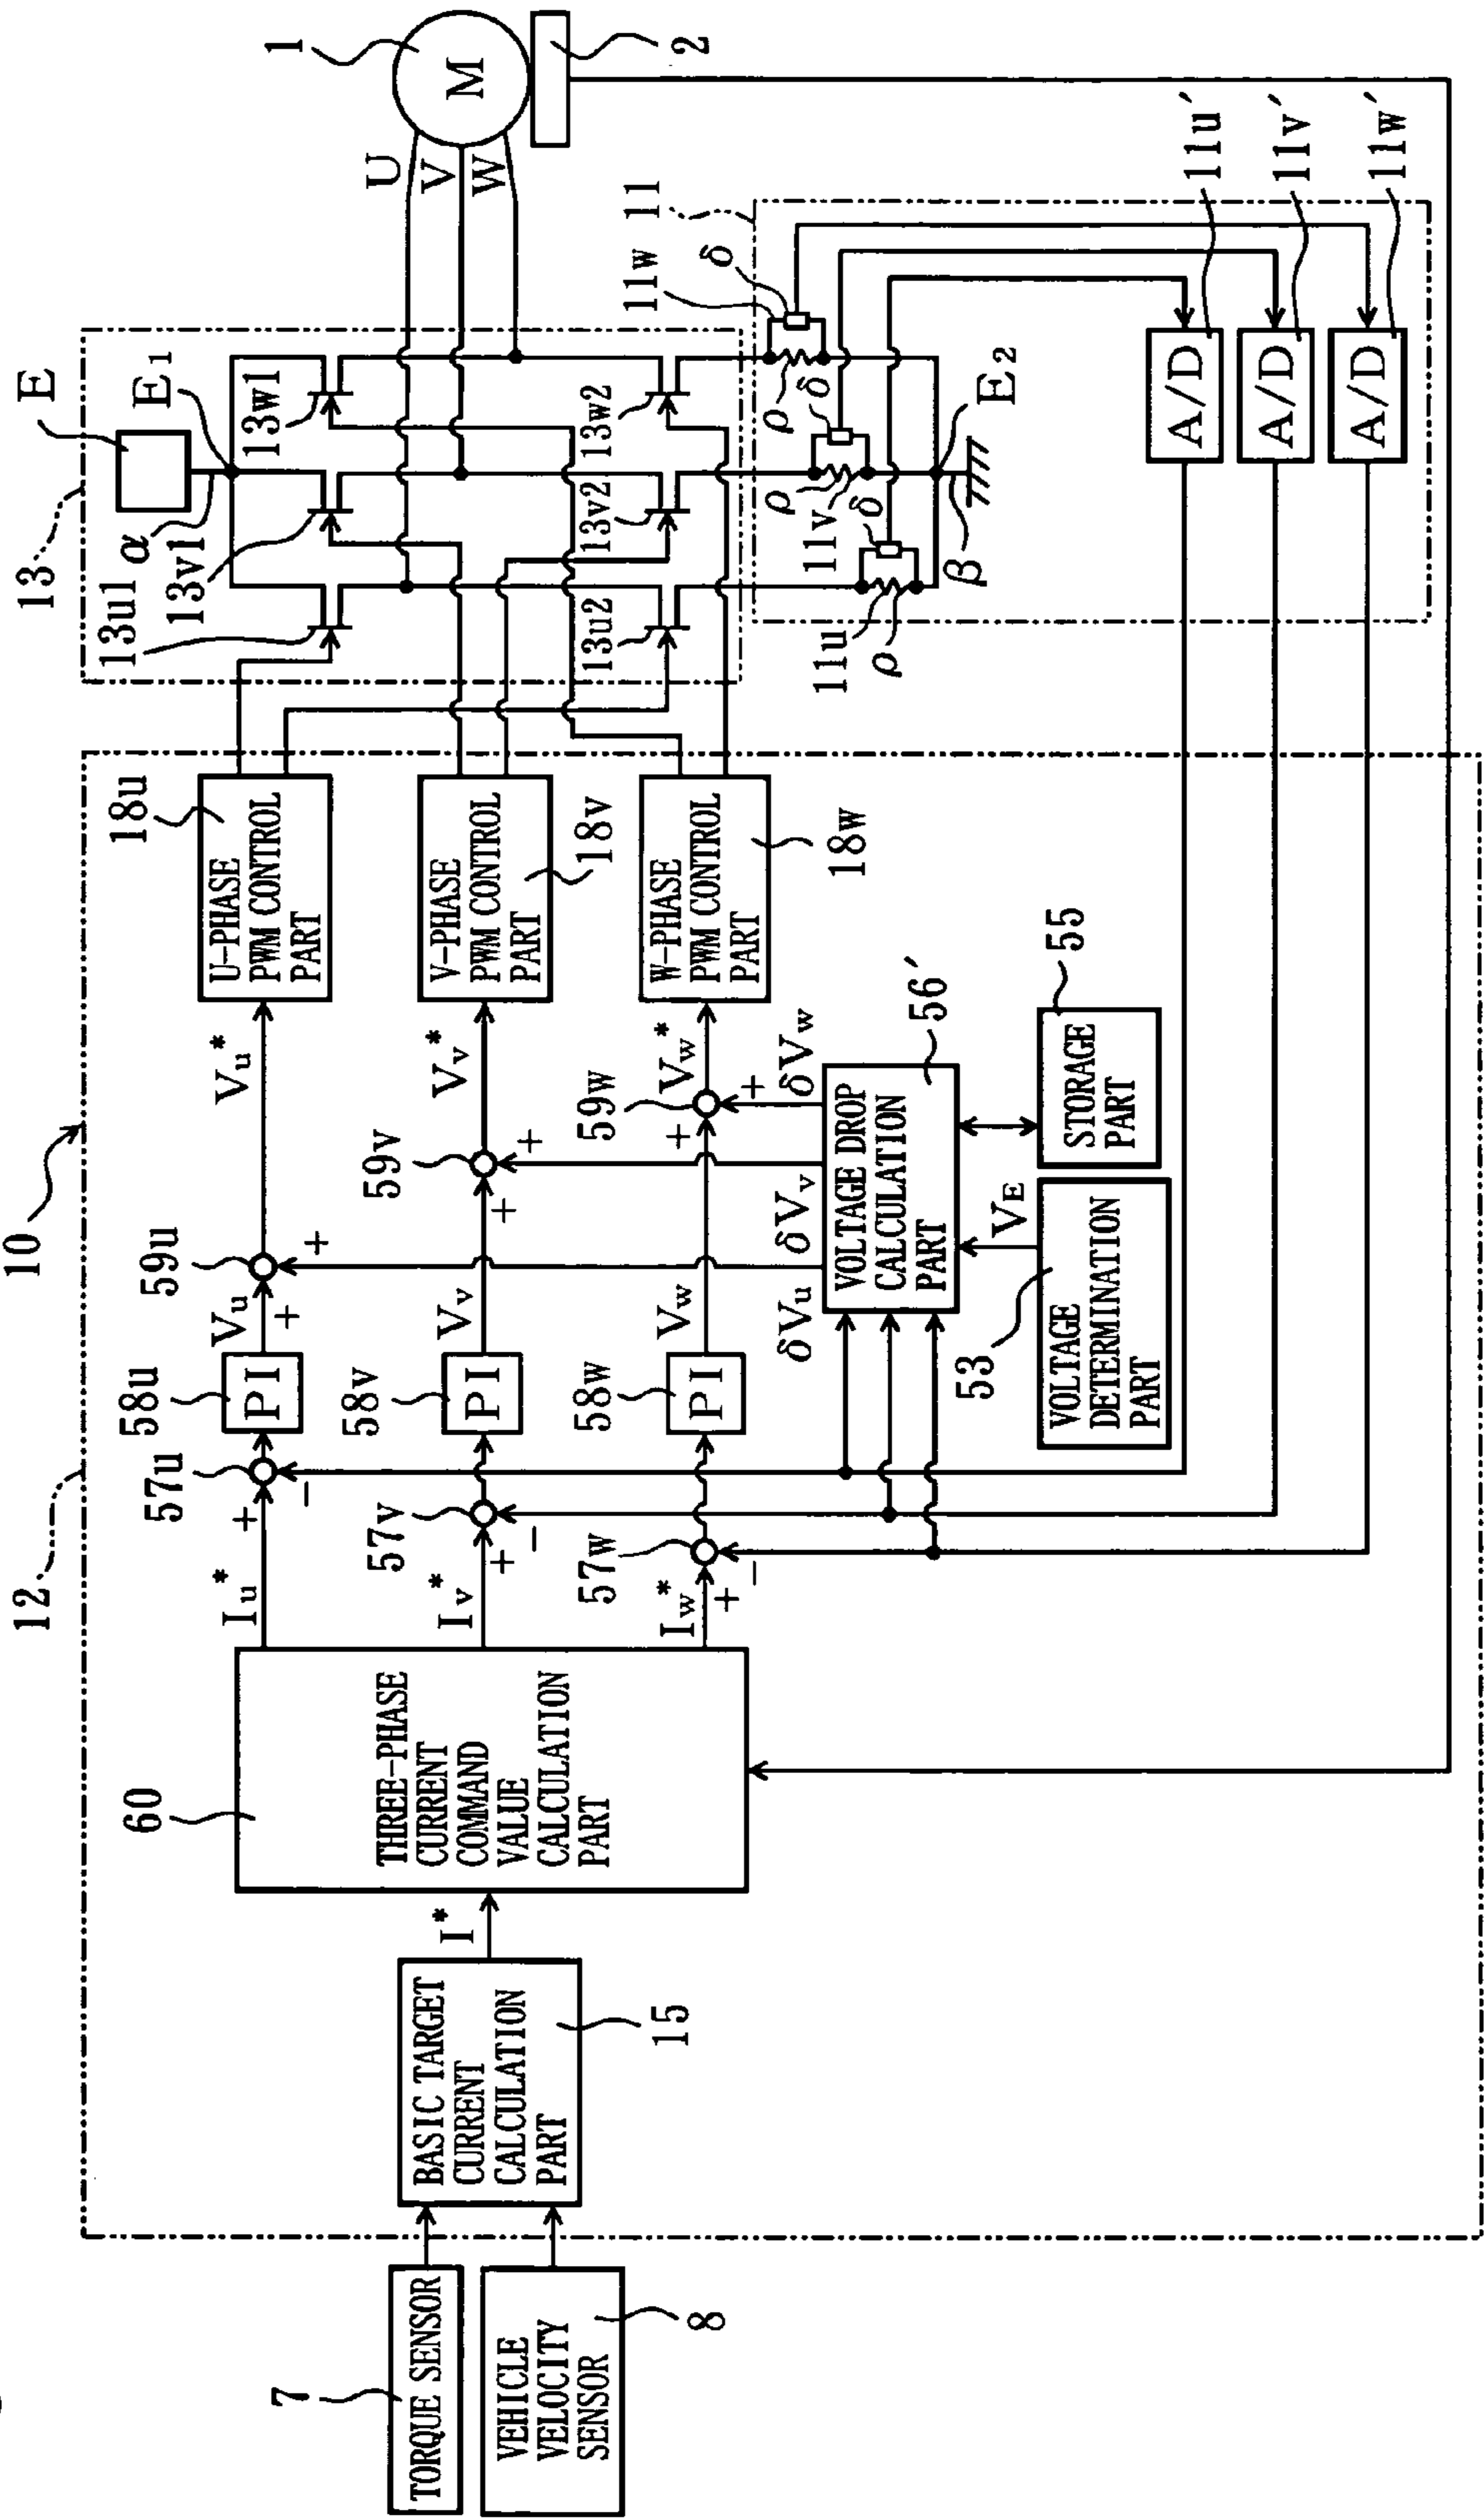 10
12
13
E
α
E1
13u1
13v1
13w1
13u2
13v2
13w2
U
V
W
M
1
2
11
11w
δ
ρ
δ
ρ
11v
δ
11u
ρ
β
E2
A/D
A/D
A/D
11u′
11v′
11w′
7
TORQUE SENSOR
VEHICLE
VELOCITY
SENSOR
8
BASIC TARGET
CURRENT
CALCULATION
PART
15
I*
60
THREE-PHASE
CURRENT
COMMAND
VALUE
CALCULATION
PART
Iu*
+
−
57u
58u
PI
Vu
+
+
59u
Vu*
18u
U-PHASE
PWM CONTROL
PART
Iv*
+
−
57v
58v
PI
Vv
+
+
59v
Vv*
18v
V-PHASE
PWM CONTROL
PART
Iw*
+
−
57w
58w
PI
Vw
+
+
59w
Vw*
18w
W-PHASE
PWM CONTROL
PART
δVu
δVv
δVw
VOLTAGE DROP
CALCULATION
PART
56′
53
VOLTAGE
DETERMINATION
PART
VE
STORAGE
PART
55